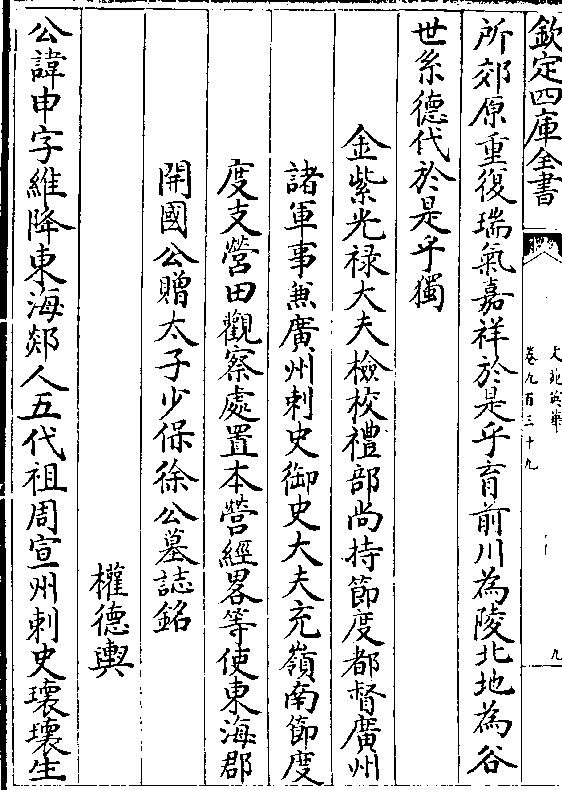 欽定四庫全書
卷九百三十九
九
所郊原重復瑞氣嘉祥於是乎育前川為陵北地為谷
世系德代於是乎獨
金紫光禄大夫檢校禮部尚持節度都督廣州
諸軍事兼廣州刺史御史大夫充嶺南節度
度支營田觀察處置本營經畧等使東海郡
開國公贈太子少保徐公墓誌銘
權德輿
公諱申字維降東海郯人五代祖周宣州刺史瓌壞生